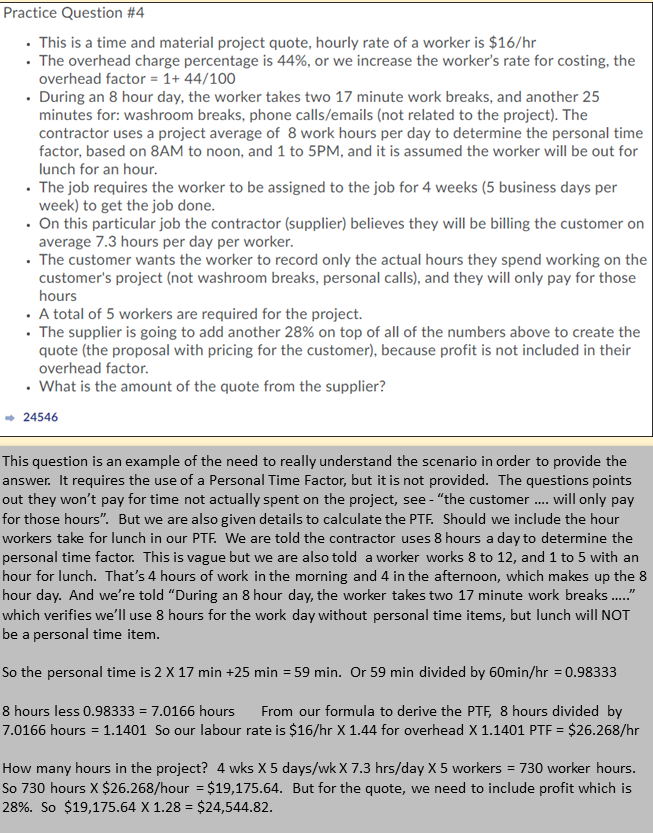 Practice Question #4
• This is a time and material project quote, hourly rate of a worker is $16/hr
• The overhead charge percentage is 44%, or we increase the worker's rate for costing, the
overhead factor = 1+ 44/100
• During an 8 hour day, the worker takes two 17 minute work breaks, and another 25
minutes for: washroom breaks, phone calls/emails (not related to the project). The
contractor uses a project average of 8 work hours per day to determine the personal time
factor, based on 8AM to noon, and 1 to 5PM, and it is assumed the worker will be out for
lunch for an hour.
• The job requires the worker to be assigned to the job for 4 weeks (5 business days per
week) to get the job done.
• On this particular job the contractor (supplier) believes they will be billing the customer on
average 7.3 hours per day per worker.
• The customer wants the worker to record only the actual hours they spend working on the
customer's project (not washroom breaks, personal calls), and they will only pay for those
hours
• A total of 5 workers are required for the project.
• The supplier is going to add another 28% on top of all of the numbers above to create the
quote (the proposal with pricing for the customer), because profit is not included in their
overhead factor.
• What is the amount of the quote from the supplier?
➡ 24546
This question is an example of the need to really understand the scenario in order to provide the
answer. It requires the use of a Personal Time Factor, but it is not provided. The questions points
out they won't pay for time not actually spent on the project, see - "the customer .... will only pay
for those hours". But we are also given details to calculate the PTF. Should we include the hour
workers take for lunch in our PTF. We are told the contractor uses 8 hours a day to determine the
personal time factor. This is vague but we are also told a worker works 8 to 12, and 1 to 5 with an
hour for lunch. That's 4 hours of work in the morning and 4 in the afternoon, which makes up the 8
hour day. And we're told "During an 8 hour day, the worker takes two 17 minute work breaks ....."
which verifies we'll use 8 hours for the work day without personal time items, but lunch will NOT
be a personal time item.
So the personal time is 2 X 17 min +25 min = 59 min. Or 59 min divided by 60min/hr = 0.98333
8 hours less 0.98333 = 7.0166 hours From our formula to derive the PTF, 8 hours divided by
7.0166 hours = 1.1401 So our labour rate is $16/hr X 1.44 for overhead X 1.1401 PTF = $26.268/hr
How many hours in the project? 4 wks X 5 days/wk X 7.3 hrs/day X 5 workers = 730 worker hours.
So 730 hours X $26.268/hour = $19,175.64. But for the quote, we need to include profit which is
28%. So $19,175.64 X 1.28 = $24,544.82.